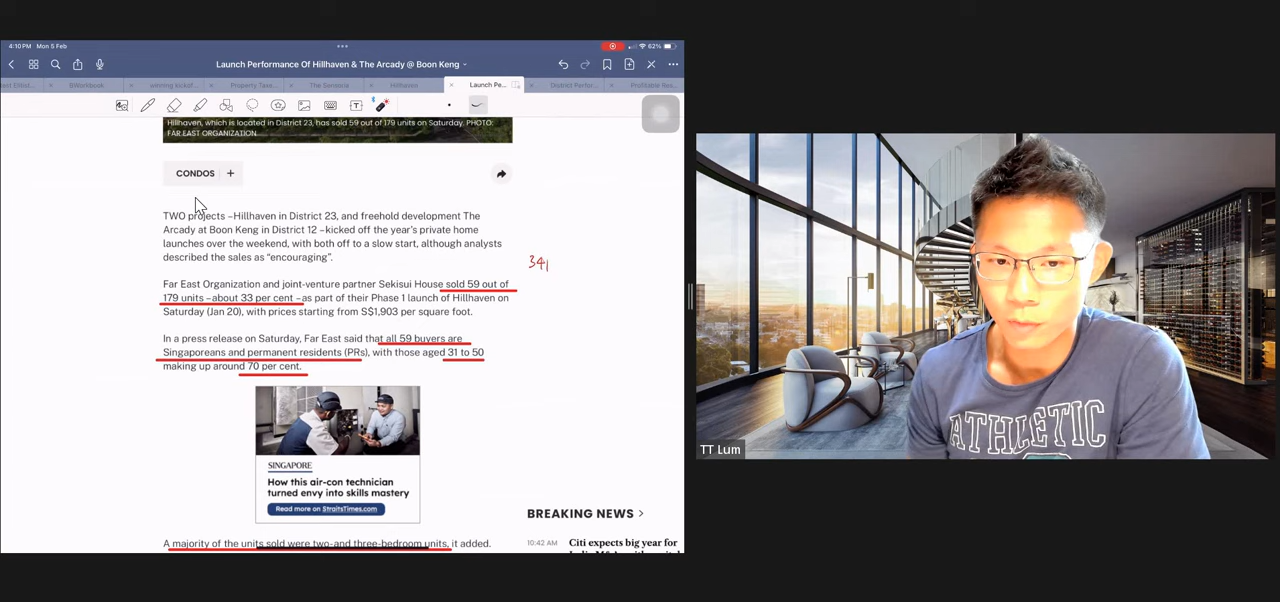 4:10 PM Mon 5 Feb
62%
Launch Performance Of Hillhaven & The Arcady @ Boon Keng
BWorkbook
winning kicksf...
Property Taxe...
The Senecca
Hillhaven
Launch Pe...
District Perfor...
Profitable Res...
T
Hillhaven, which is located in District 23, has sold 59 out of 179 units on Saturday. PHOTO:
FAR EAST ORGANIZATION
CONDOS +
TWO projects – Hillhaven in District 23, and freehold development The
Arcady at Boon Keng in District 12 – kicked off the year's private home
launches over the weekend, with both off to a slow start, although analysts
described the sales as “encouraging”.
341
Far East Organization and joint-venture partner Sekisui House sold 59 out of
179 units – about 33 per cent – as part of their Phase 1 launch of Hillhaven on
Saturday (Jan 20), with prices starting from S$1,903 per square foot.
In a press release on Saturday, Far East said that all 59 buyers are
Singaporeans and permanent residents (PRs), with those aged 31 to 50
making up around 70 per cent.
SINGAPORE
How this air-con technician
turned envy into skills mastery
Read more on StraitsTimes.com
BREAKING NEWS >
A majority of the units sold were two-and three-bedroom units, it added.
10:42 AM
Citi expects big year for
TT Lum
ATHLETIC